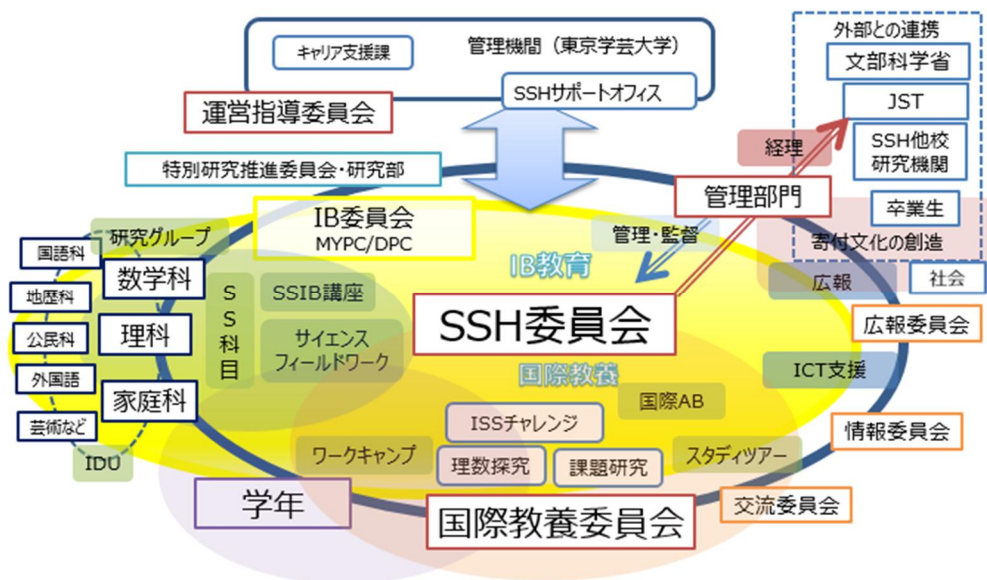 キャリア支援課
管理機関（東京学芸大学）
SSHサポートオフィス
運営指導委員会
外部との連携
文部科学省
JST
SSH他校
研究機関
卒業生
寄付文化の創造
経理
管理部門
特別研究推進委員会・研究部
IB委員会
MYPC/DPC
管理・監督
IB教育
研究グループ
国語科
数学科
地歴科
理科
公民科
外国語
家庭科
芸術など
IDU
SS科目
SSIB講座
サイエンス
フィールドワーク
SSH委員会
国際教養
広報
社会
広報委員会
ICT支援
国際AB
ISSチャレンジ
ワークキャンプ
理数探究
課題研究
スタディツアー
情報委員会
交流委員会
学年
国際教養委員会